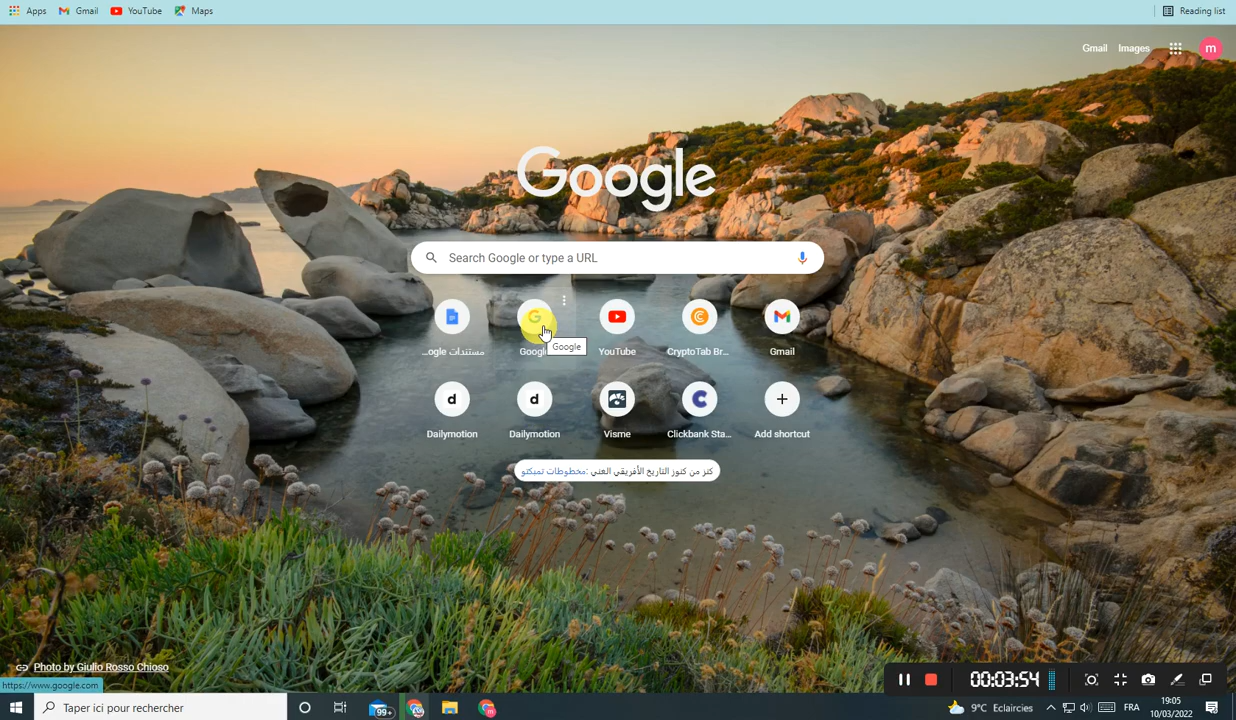 Apps Gmail YouTube Maps Reading list
Gmail Images m
Google
Search Google or type a URL
مستندات ogle...
Google
YouTube
CryptoTab Br...
Gmail
Google
Dailymotion
Dailymotion
Visme
Clickbank Sta...
Add shortcut
كنز من كنوز التاريخ الأفريقي الغني :مخطوطات تمبكتو
Photo by Giulio Rosso Chioso
https://www.google.com
00:03:54
Taper ici pour rechercher
99+
9°C Eclaircies
FRA
19:05
10/03/2022